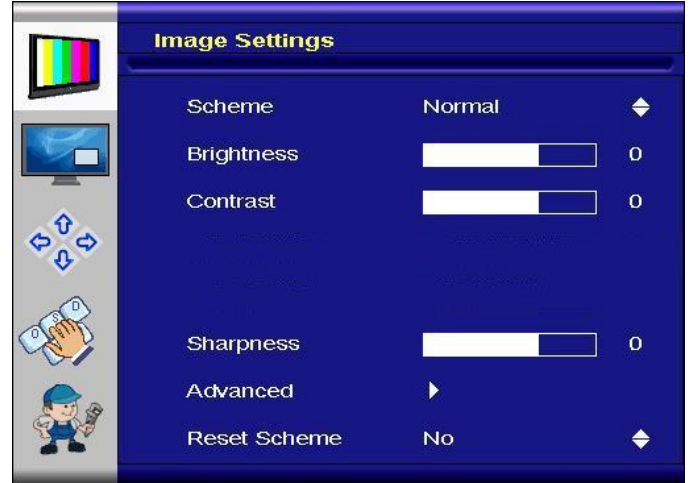 Image Settings
Scheme Normal
Brightness 0
Contrast 0
Sharpness 0
Advanced
Reset Scheme No
O S D